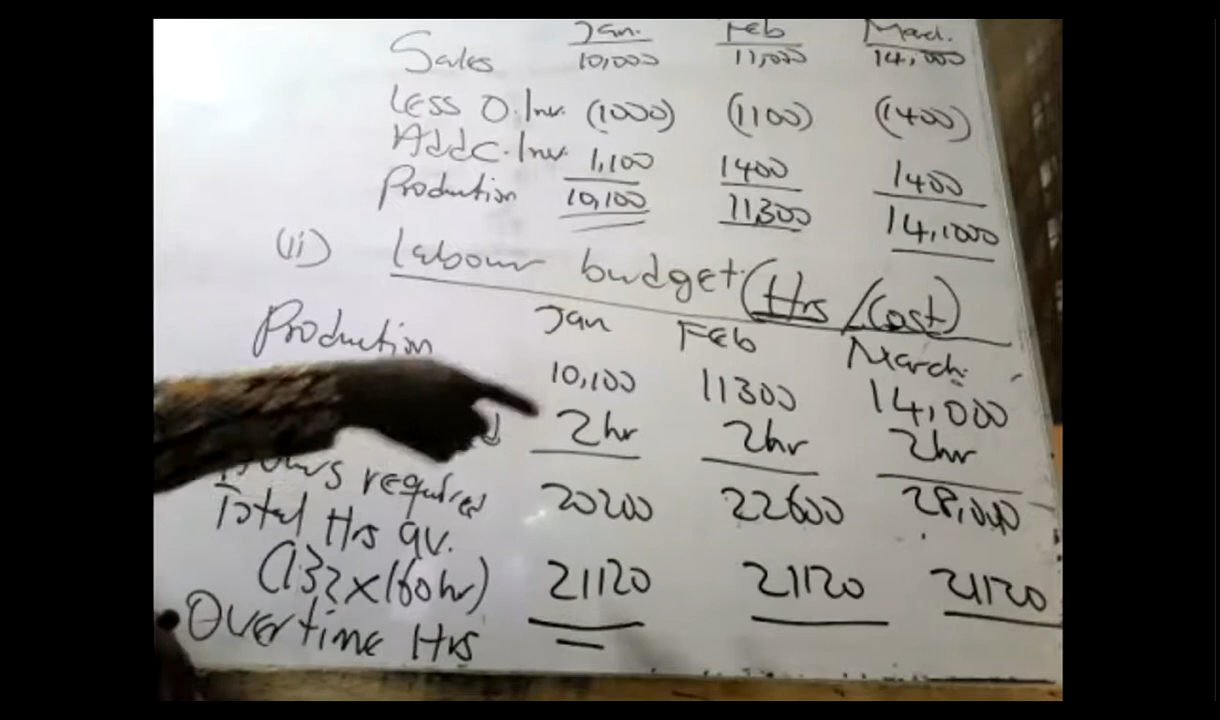 Jan. Feb March.
Sales 10,000 11,000 14,000
Less O. Inv. (1000) (1100) (1400)
Add C. Inv. 1,100 1400 1400
Production 10,100 11,300 14,1000
(ii) labour budget (Hrs /Cost)
Jan Feb March
Production 10,100 11300 14,000
2hr 2hr 2hr
required 20200 22600 28,000
Total Hrs av.
(132x160hr) 21120 21120 21120
Overtime Hrs